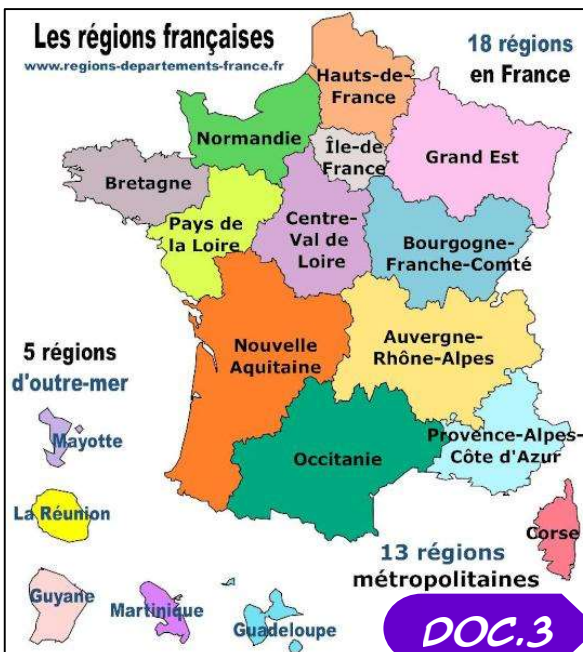 Les régions françaises
www.regions-departements-france.fr
18 régions
en France
Hauts-de-
France
Normandie
Île-de
France
Grand Est
Bretagne
Pays de
la Loire
Centre-
Val de
Loire
Bourgogne-
Franche-Comté
Nouvelle
Aquitaine
Auvergne-
Rhône-Alpes
5 régions
d'outre-mer
Mayotte
Occitanie
Provence-Alpes-
Côte d'Azur
La Réunion
Corse
13 régions
métropolitaines
Guyane
Martinique
Guadeloupe
DOC.3